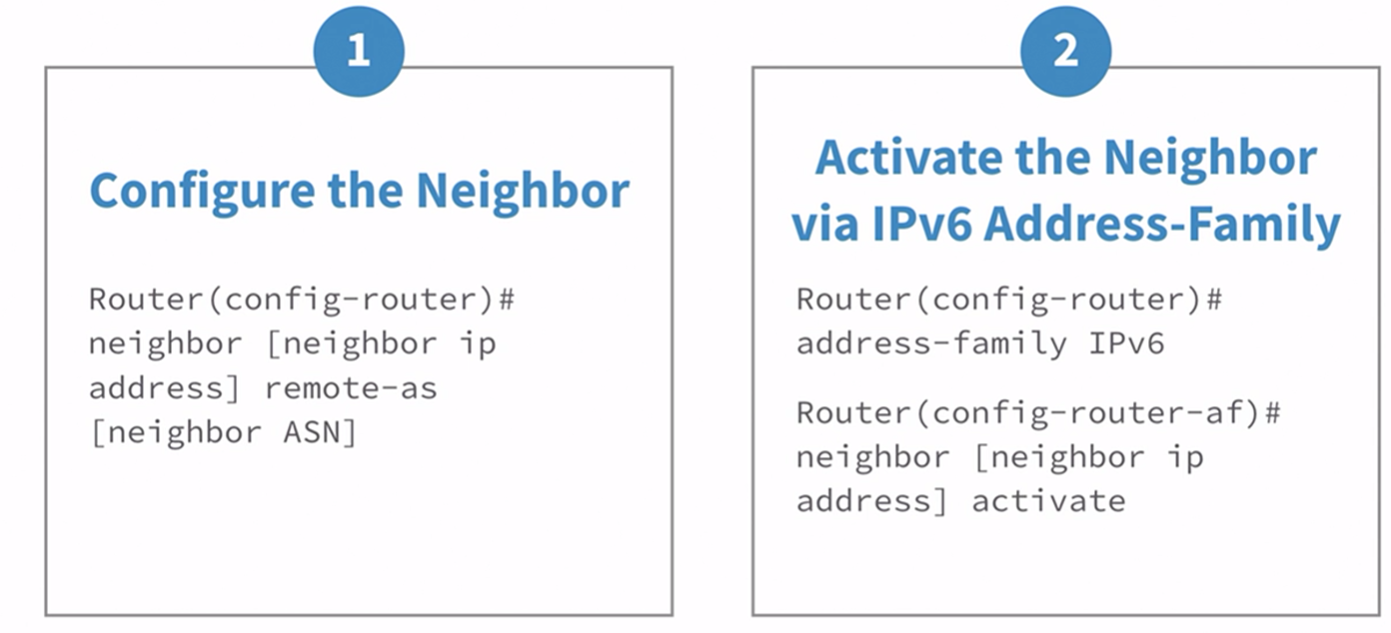 1
Configure the Neighbor
Router(config-router)#
neighbor [neighbor ip
address] remote-as
[neighbor ASN]
2
Activate the Neighbor
via IPv6 Address-Family
Router(config-router)#
address-family IPv6
Router(config-router-af)#
neighbor [neighbor ip
address] activate